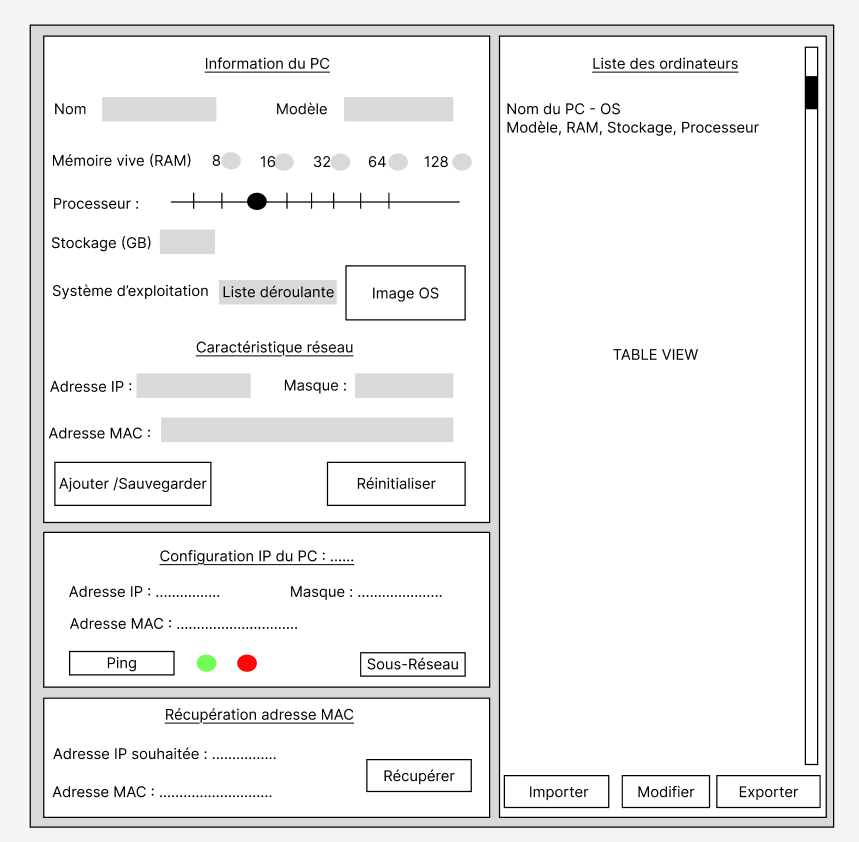 Information du PC
Nom
Modèle
Mémoire vive (RAM) 8 16 32 64 128
Processeur :
Stockage (GB)
Système d'exploitation Liste déroulante Image OS
Caractéristique réseau
Adresse IP : Masque :
Adresse MAC :
Ajouter /Sauvegarder
Réinitialiser
Configuration IP du PC : ......
Adresse IP : ................ Masque : .....................
Adresse MAC : ..............................
Ping
Sous-Réseau
Récupération adresse MAC
Adresse IP souhaitée : ................
Récupérer
Adresse MAC : ............................
Liste des ordinateurs
Nom du PC - OS
Modèle, RAM, Stockage, Processeur
TABLE VIEW
Importer
Modifier
Exporter